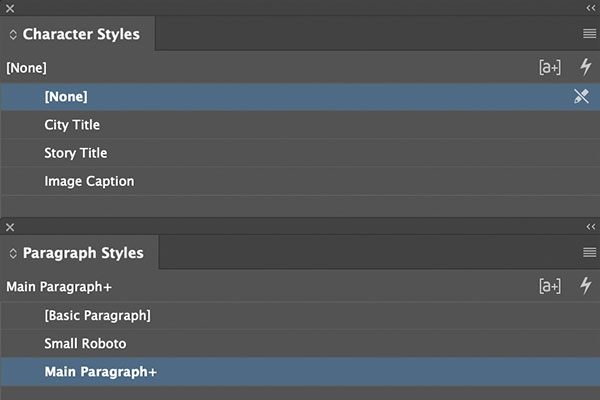 Character Styles
[None]
[a+]
[None]
City Title
Story Title
Image Caption
Paragraph Styles
Main Paragraph+
[a+]
[Basic Paragraph]
Small Roboto
Main Paragraph+